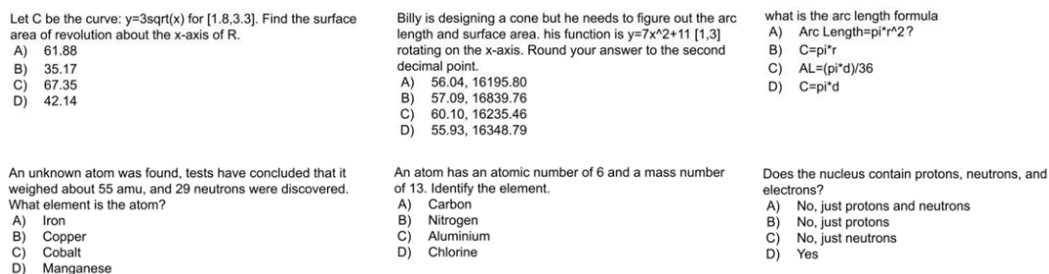 Let C be the curve: y=3sqrt(x) for [1.8,3.3]. Find the surface
area of revolution about the x-axis of R.
A) 61.88
B) 35.17
C) 67.35
D) 42.14
Billy is designing a cone but he needs to figure out the arc
length and surface area. his function is y=7x^2+11 [1,3]
rotating on the x-axis. Round your answer to the second
decimal point.
A) 56.04, 16195.80
B) 57.09, 16839.76
C) 60.10, 16235.46
D) 55.93, 16348.79
what is the arc length formula
A) Arc Length=pi*r^2?
B) C=pi*r
C) AL=(pi*d)/36
D) C=pi*d
An unknown atom was found, tests have concluded that it
weighed about 55 amu, and 29 neutrons were discovered.
What element is the atom?
A) Iron
B) Copper
C) Cobalt
D) Manganese
An atom has an atomic number of 6 and a mass number
of 13. Identify the element.
A) Carbon
B) Nitrogen
C) Aluminium
D) Chlorine
Does the nucleus contain protons, neutrons, and
electrons?
A) No, just protons and neutrons
B) No, just protons
C) No, just neutrons
D) Yes